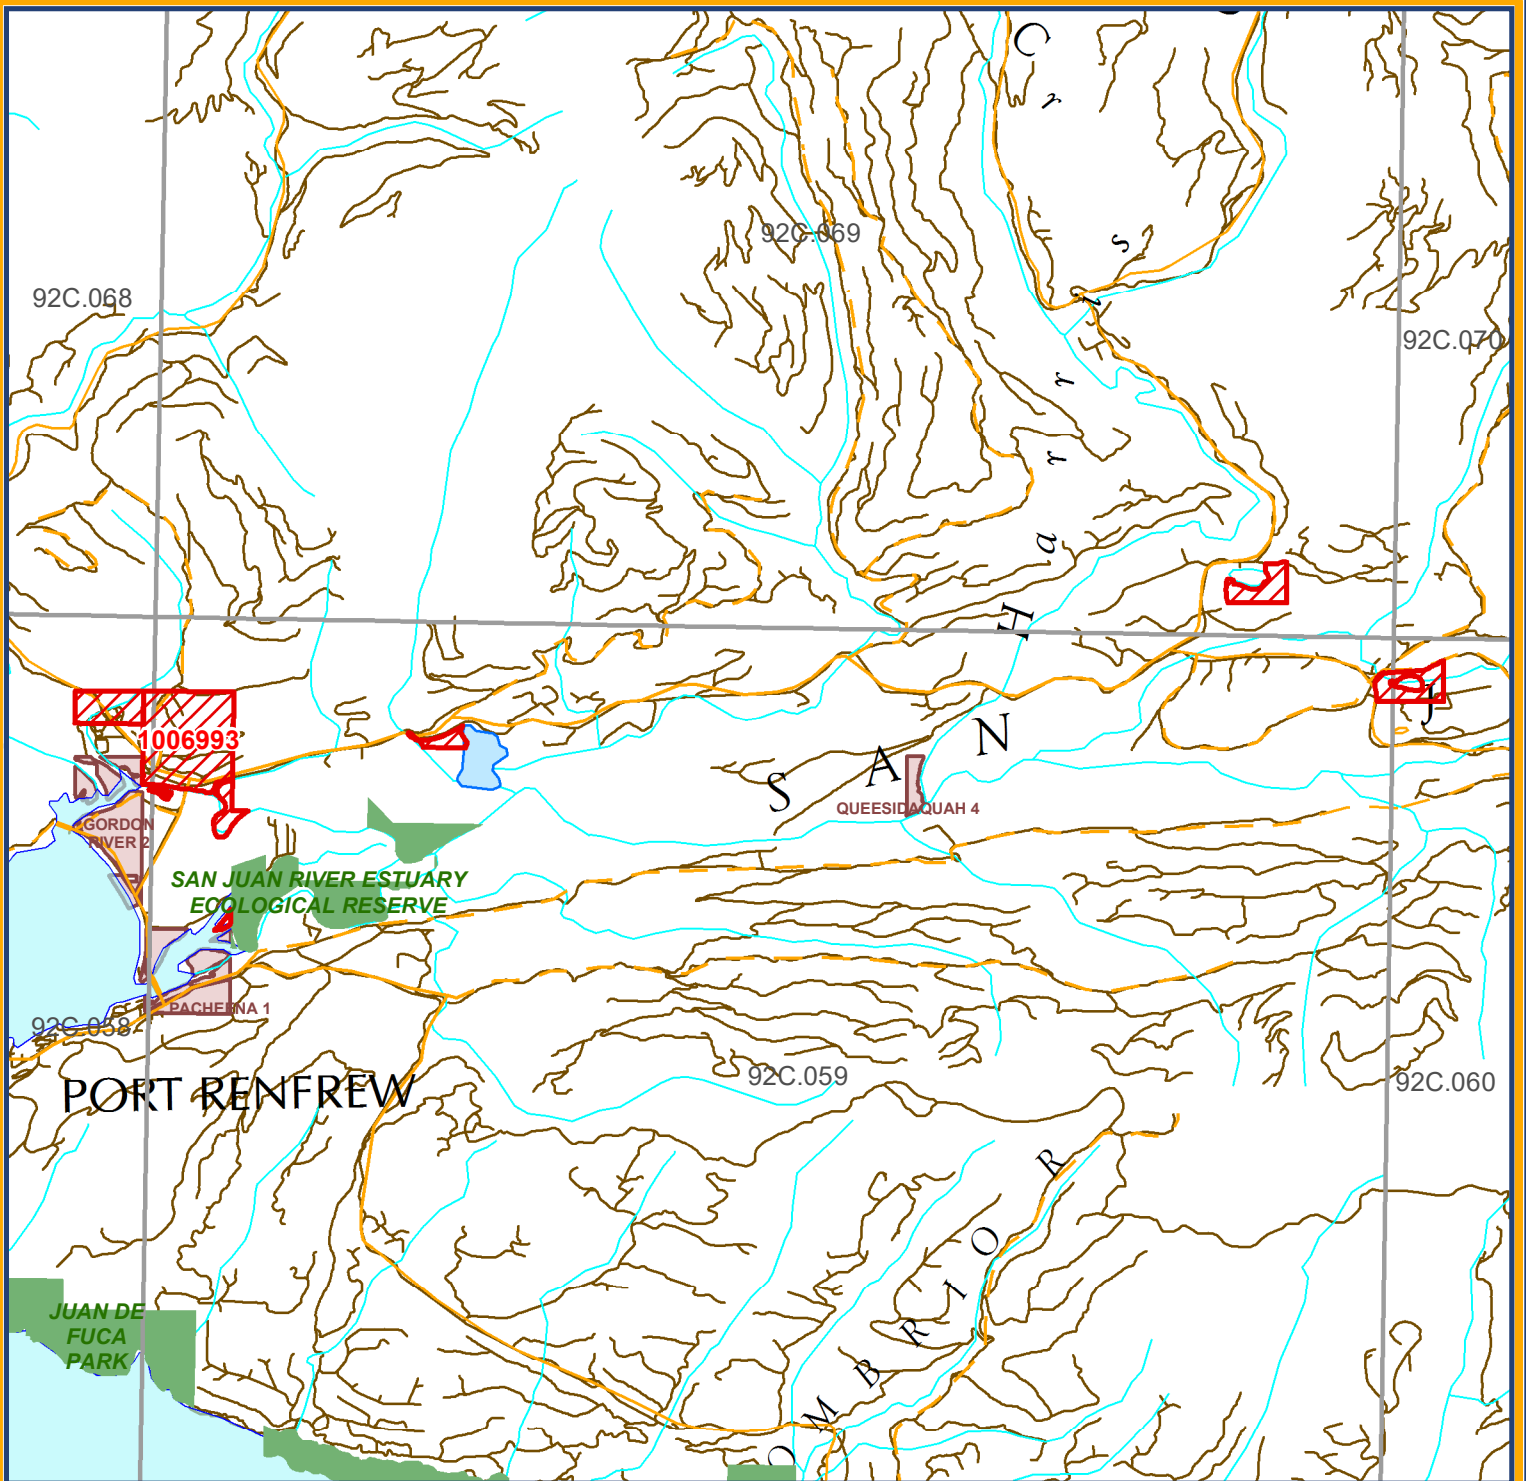 92C.069
92C.068
92C.070
H a r r i s C r
1006993
S A N J
QUEESIDAQUAH 4
GORDON
RIVER 2
SAN JUAN RIVER ESTUARY
ECOLOGICAL RESERVE
PACHEENA 1
92C.058
92C.059
92C.060
PORT RENFREW
O M B R I O R
JUAN DE
FUCA
PARK